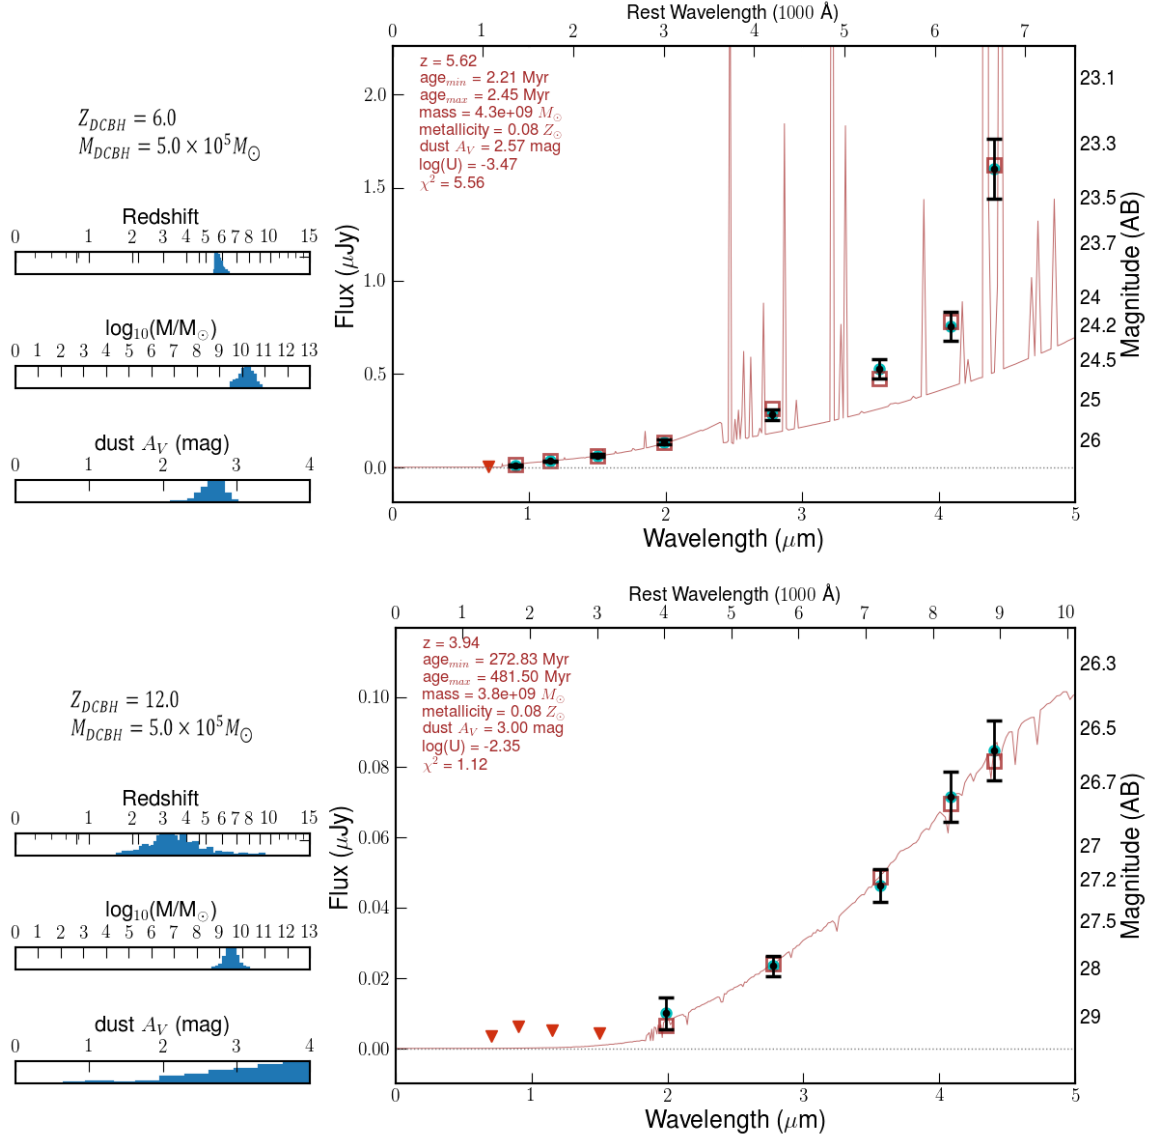 Rest Wavelength (1000 Å)
0 1 2 3 4 5 6 7
z = 5.62
age_min = 2.21 Myr
age_max = 2.45 Myr
mass = 4.3e+09 M_⊙
metallicity = 0.08 Z_⊙
dust A_V = 2.57 mag
log(U) = -3.47
χ² = 5.56
Z_DCBH = 6.0
M_DCBH = 5.0 × 10⁵M_⊙
Redshift
0 1 2 3 4 5 6 7 8 10 15
log₁₀(M/M_⊙)
0 1 2 3 4 5 6 7 8 9 10 11 12 13
dust A_V (mag)
0 1 2 3 4
Flux (μJy)
2.0
1.5
1.0
0.5
0.0
23.1
23.3
23.5
23.7
24
24.2
24.5
25
26
Magnitude (AB)
0 1 2 3 4 5
Wavelength (μm)
Rest Wavelength (1000 Å)
0 1 2 3 4 5 6 7 8 9 10
z = 3.94
age_min = 272.83 Myr
age_max = 481.50 Myr
mass = 3.8e+09 M_⊙
metallicity = 0.08 Z_⊙
dust A_V = 3.00 mag
log(U) = -2.35
χ² = 1.12
Z_DCBH = 12.0
M_DCBH = 5.0 × 10⁵M_⊙
Redshift
0 1 2 3 4 5 6 7 8 10 15
log₁₀(M/M_⊙)
0 1 2 3 4 5 6 7 8 9 10 11 12 13
dust A_V (mag)
0 1 2 3 4
Flux (μJy)
0.10
0.08
0.06
0.04
0.02
0.00
26.3
26.5
26.7
27
27.2
27.5
28
29
Magnitude (AB)
0 1 2 3 4 5
Wavelength (μm)